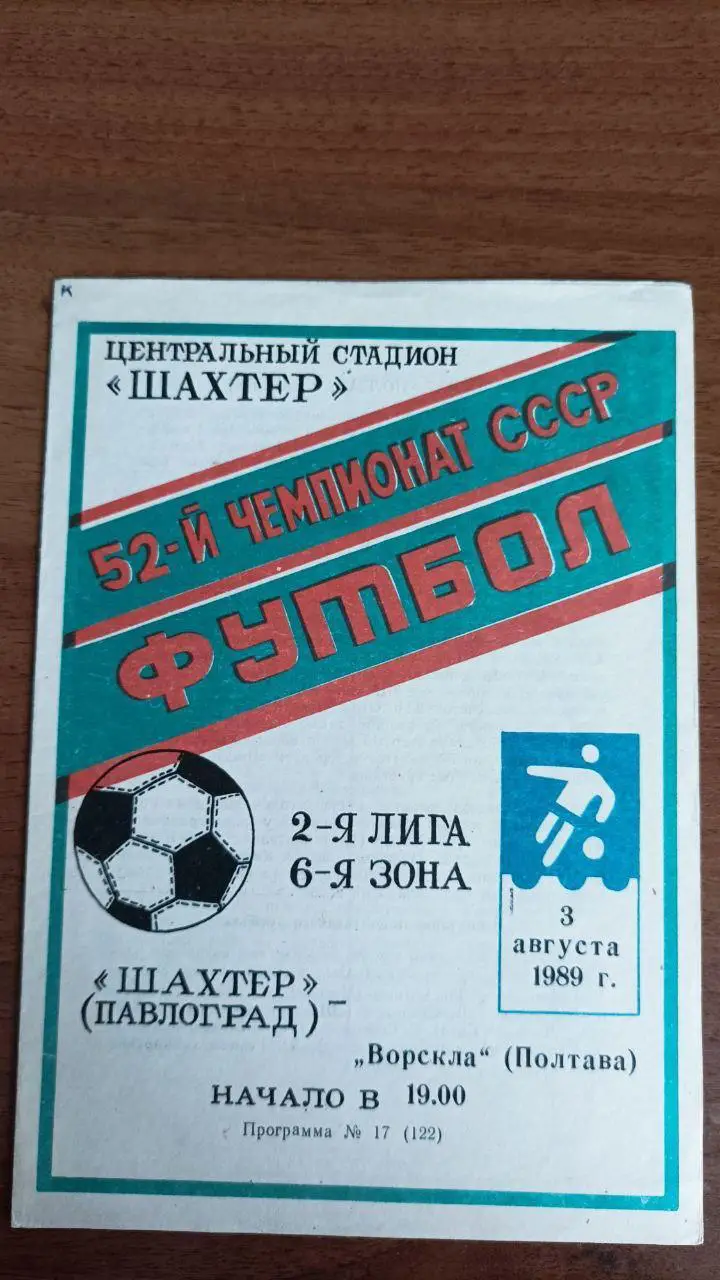 к
ЦЕНТРАЛЬНЫЙ СТАДИОН
«ШАХТЕР»
52-Й ЧЕМПИОНАТ СССР
ФУТБОЛ
2-Я ЛИГА
6-Я ЗОНА
3
августа
1989 г.
«ШАХТЕР» –
(ПАВЛОГРАД)
„Ворскла“ (Полтава)
НАЧАЛО В 19.00
Программа № 17 (122)